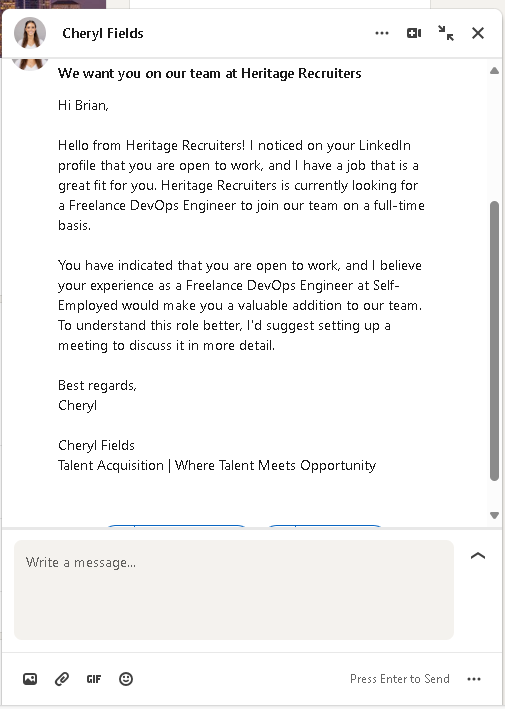 Cheryl Fields
We want you on our team at Heritage Recruiters
Hi Brian,
Hello from Heritage Recruiters! I noticed on your LinkedIn
profile that you are open to work, and I have a job that is a
great fit for you. Heritage Recruiters is currently looking for
a Freelance DevOps Engineer to join our team on a full-time
basis.
You have indicated that you are open to work, and I believe
your experience as a Freelance DevOps Engineer at Self-
Employed would make you a valuable addition to our team.
To understand this role better, I'd suggest setting up a
meeting to discuss it in more detail.
Best regards,
Cheryl
Cheryl Fields
Talent Acquisition | Where Talent Meets Opportunity
Write a message...
GIF
Press Enter to Send